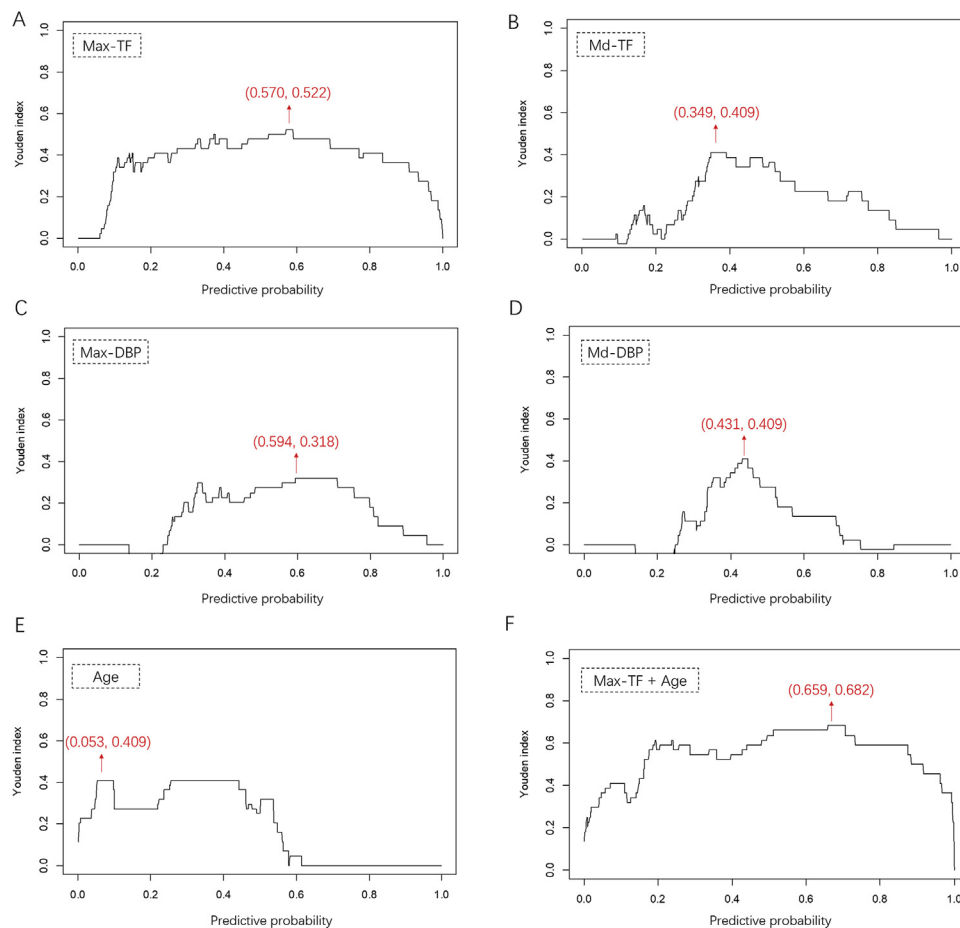 A
Max-TF
(0.570, 0.522)
Youden index
0.0 0.2 0.4 0.6 0.8 1.0
0.0 0.2 0.4 0.6 0.8 1.0
Predictive probability
B
Md-TF
(0.349, 0.409)
Youden index
0.0 0.2 0.4 0.6 0.8 1.0
0.0 0.2 0.4 0.6 0.8 1.0
Predictive probability
C
Max-DBP
(0.594, 0.318)
Youden index
0.0 0.2 0.4 0.6 0.8 1.0
0.0 0.2 0.4 0.6 0.8 1.0
Predictive probability
D
Md-DBP
(0.431, 0.409)
Youden index
0.0 0.2 0.4 0.6 0.8 1.0
0.0 0.2 0.4 0.6 0.8 1.0
Predictive probability
E
Age
(0.053, 0.409)
Youden index
0.0 0.2 0.4 0.6 0.8 1.0
0.0 0.2 0.4 0.6 0.8 1.0
Predictive probability
F
Max-TF + Age
(0.659, 0.682)
Youden index
0.0 0.2 0.4 0.6 0.8 1.0
0.0 0.2 0.4 0.6 0.8 1.0
Predictive probability